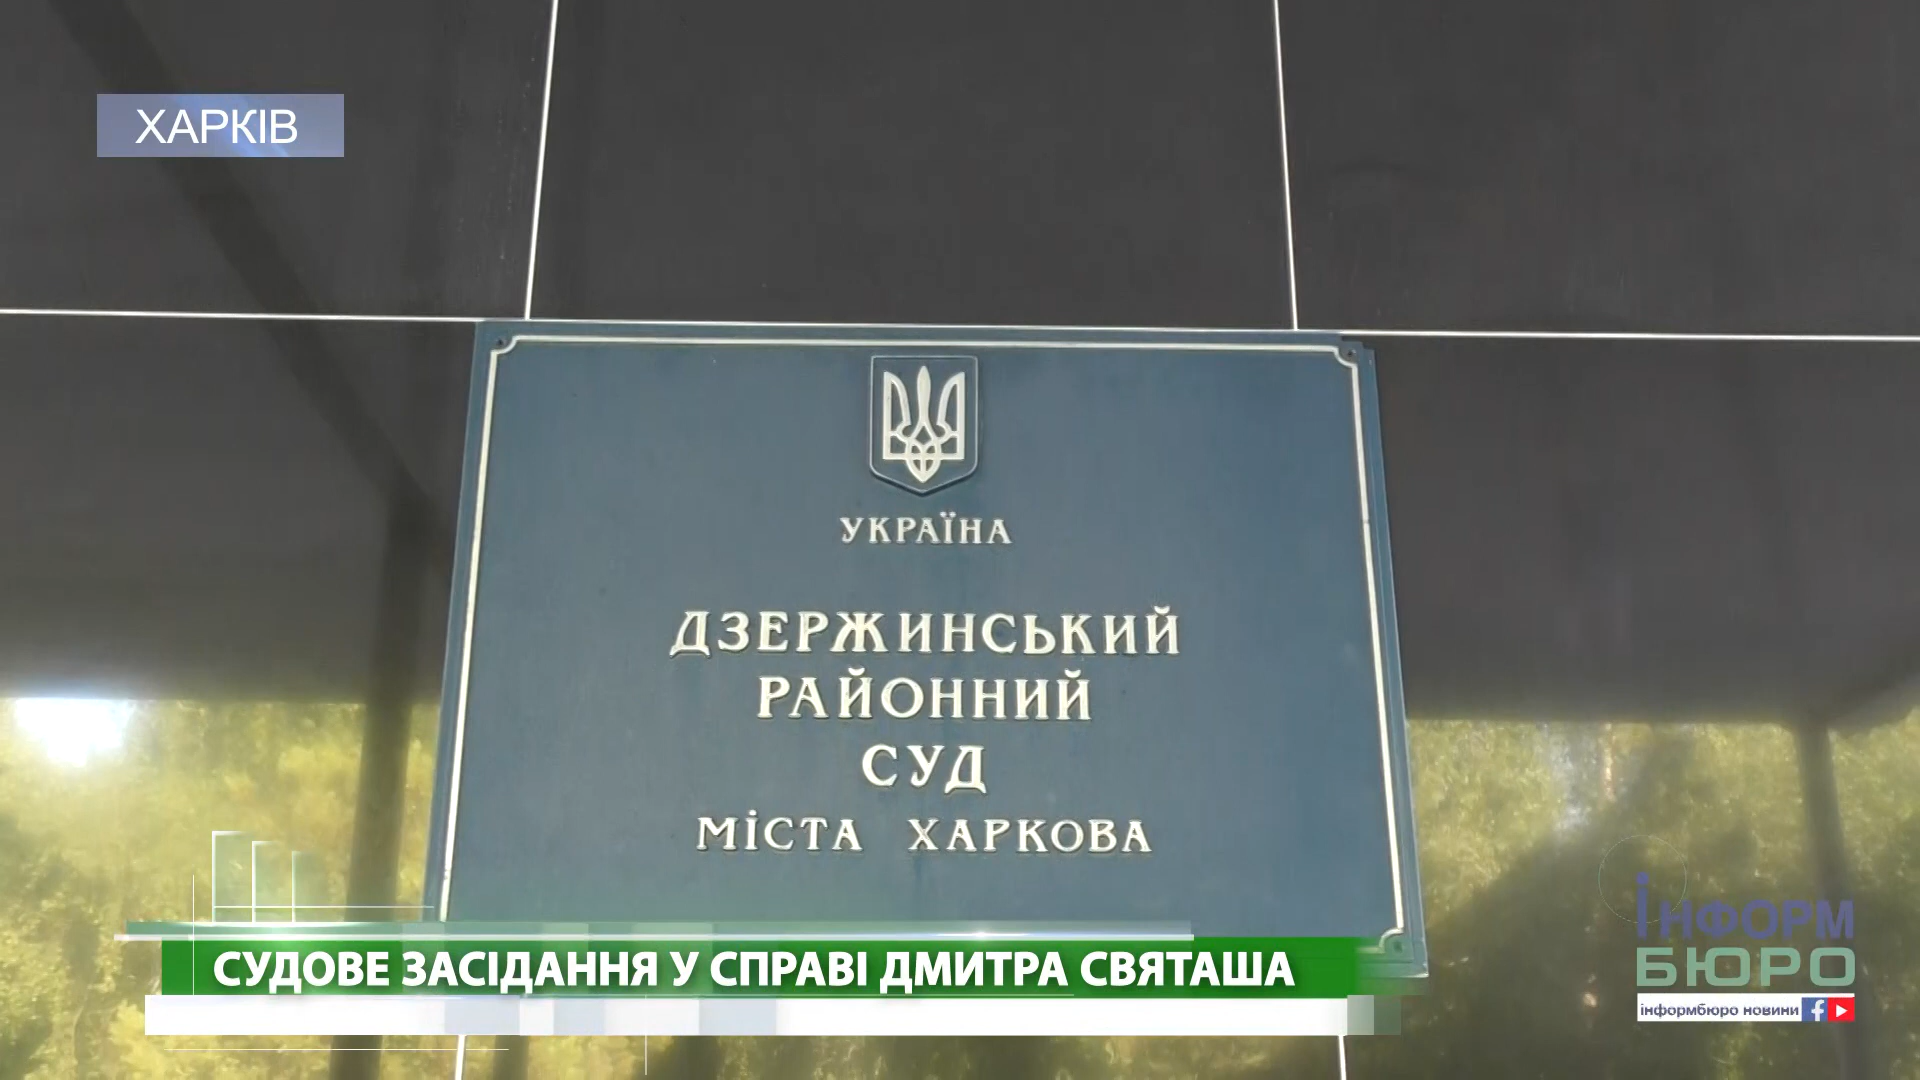 ХАРКІВ
УКРАЇНА
ДЗЕРЖИНСЬКИЙ
РАЙОННИЙ
СУД
МІСТА ХАРКОВА
СУДОВЕ ЗАСІДАННЯ У СПРАВІ ДМИТРА СВЯТАША
ІНФОРМ
БЮРО
інформбюро новини